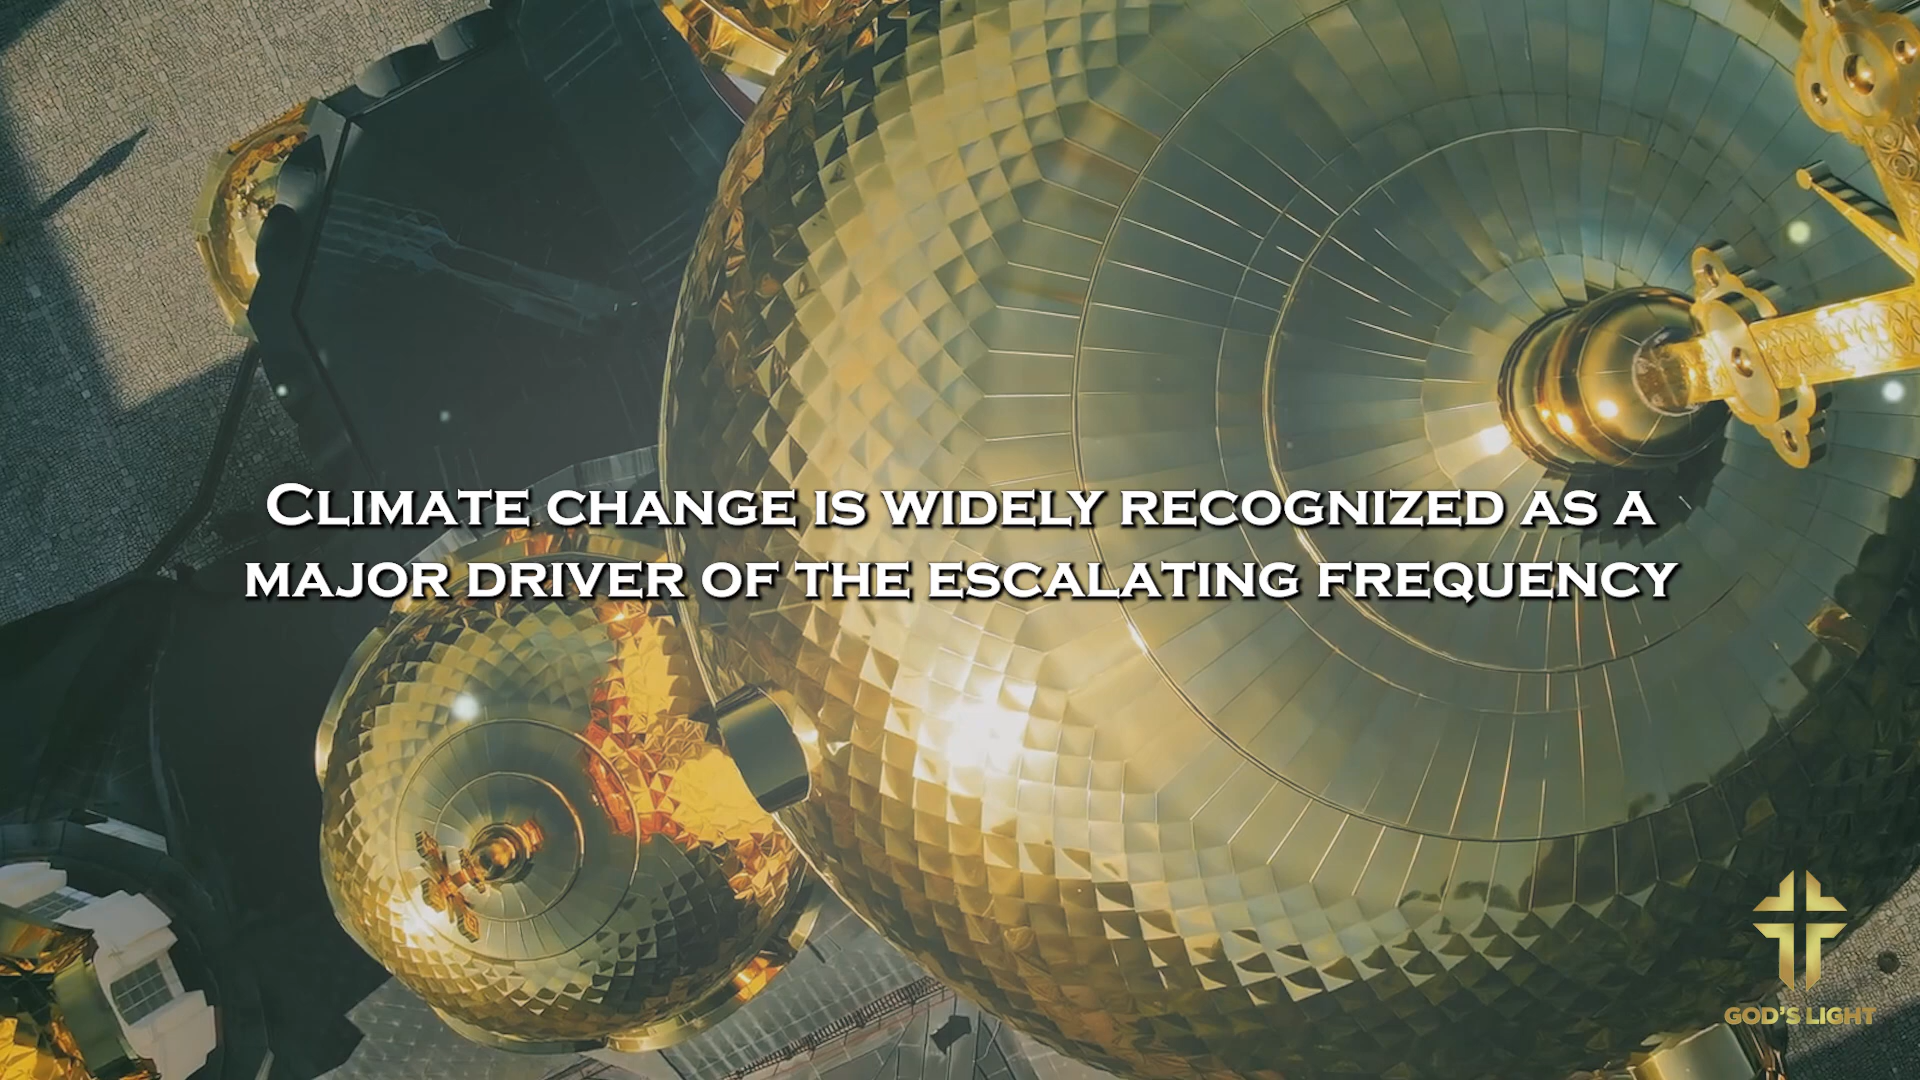 Climate change is widely recognized as a
major driver of the escalating frequency
GOD'S LIGHT